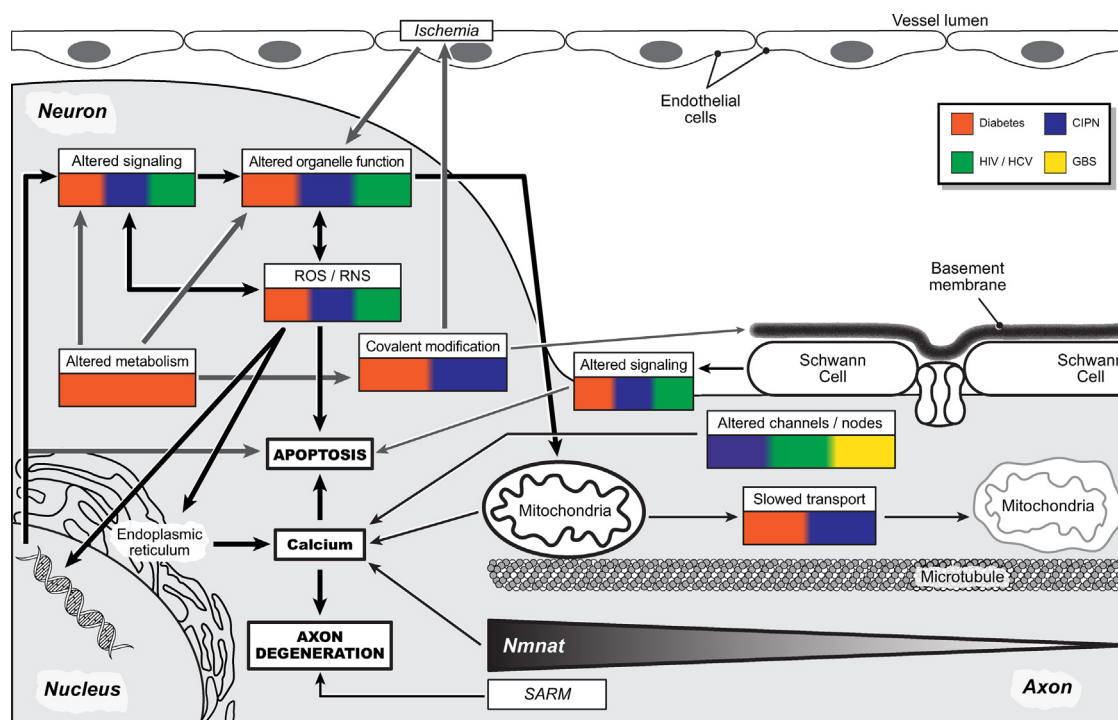 Vessel lumen
Ischemia
Endothelial
cells
Neuron
Diabetes
CIPN
HIV / HCV
GBS
Altered signaling
Altered organelle function
ROS / RNS
Basement
membrane
Altered metabolism
Covalent modification
Altered signaling
Schwann
Cell
Schwann
Cell
Altered channels / nodes
APOPTOSIS
Mitochondria
Slowed transport
Mitochondria
Endoplasmic
reticulum
Calcium
Microtubule
AXON
DEGENERATION
Nmnat
Nucleus
SARM
Axon